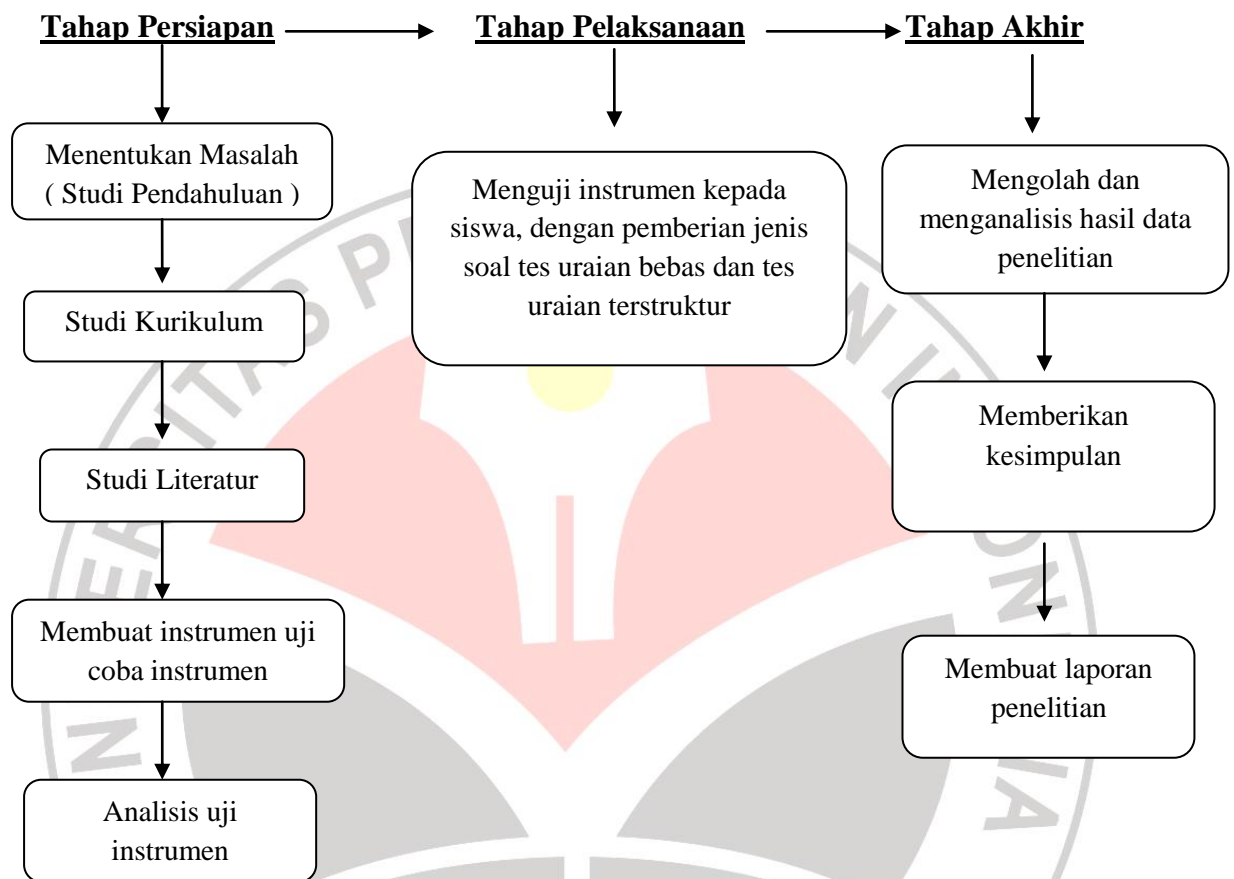 Tahap Persiapan
Tahap Pelaksanaan
Tahap Akhir
Menentukan Masalah
( Studi Pendahuluan )
Studi Kurikulum
Studi Literatur
Membuat instrumen uji
coba instrumen
Analisis uji
instrumen
Menguji instrumen kepada
siswa, dengan pemberian jenis
soal tes uraian bebas dan tes
uraian terstruktur
Mengolah dan
menganalisis hasil data
penelitian
Memberikan
kesimpulan
Membuat laporan
penelitian